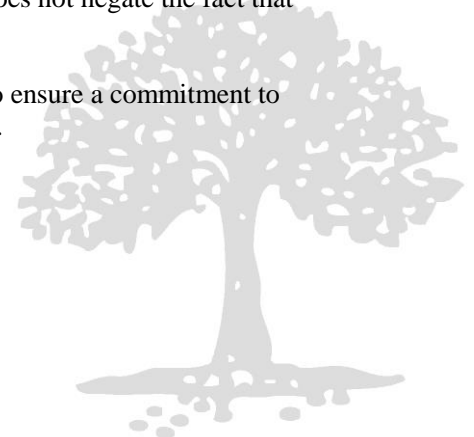 oes not negate the fact that
o ensure a commitment to
.